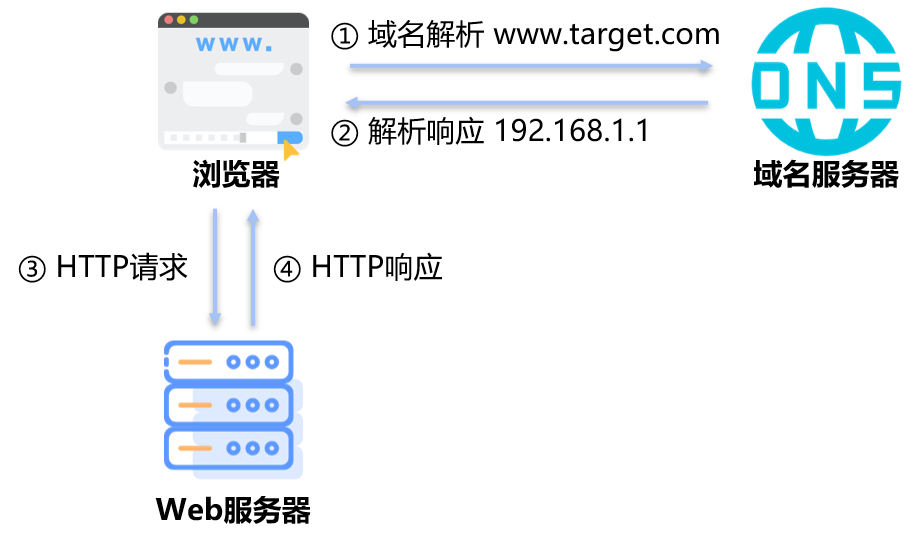 www.
① 域名解析 www.target.com
DNS
② 解析响应 192.168.1.1
浏览器
域名服务器
③ HTTP请求
④ HTTP响应
Web服务器